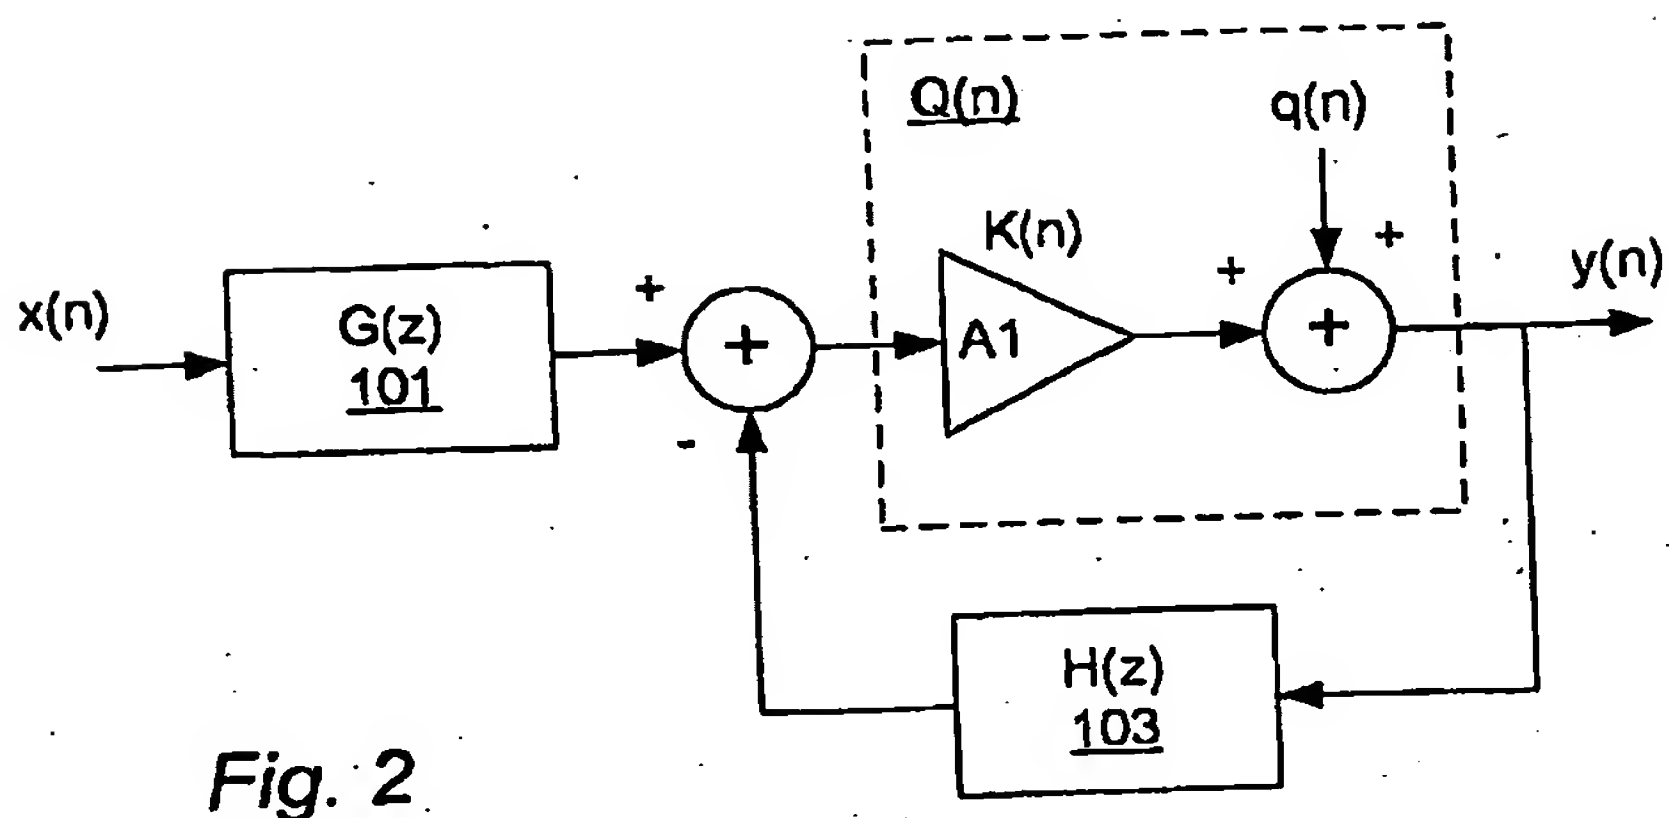 Q(n)
q(n)
K(n)
+
+
y(n)
x(n)
G(z)
101
+
+
A1
+
-
H(z)
103
Fig. 2